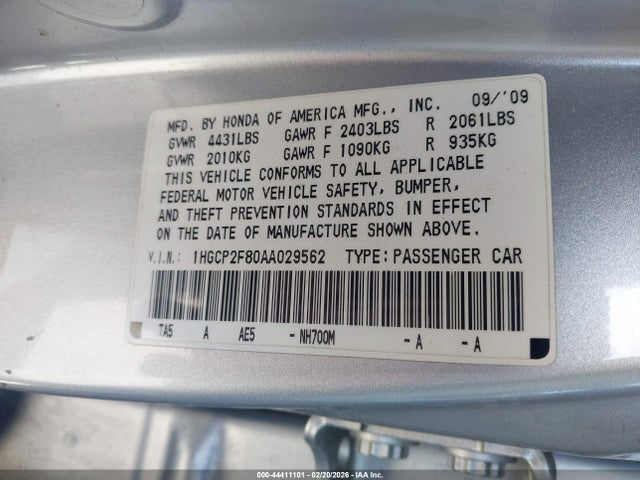 MFD. BY HONDA OF AMERICA MFG., INC. 09/'09
GVWR 4431LBS GAWR F 2403LBS R 2061LBS
GVWR 2010KG GAWR F 1090KG R 935KG
THIS VEHICLE CONFORMS TO ALL APPLICABLE
FEDERAL MOTOR VEHICLE SAFETY, BUMPER,
AND THEFT PREVENTION STANDARDS IN EFFECT
ON THE DATE OF MANUFACTURE SHOWN ABOVE.
V.I.N.: 1HGCP2F80AA029562 TYPE: PASSENGER CAR
TA5 A AE5 - NH700M - A - A
000-44411101 | 02/20/2026 - IAA Inc.